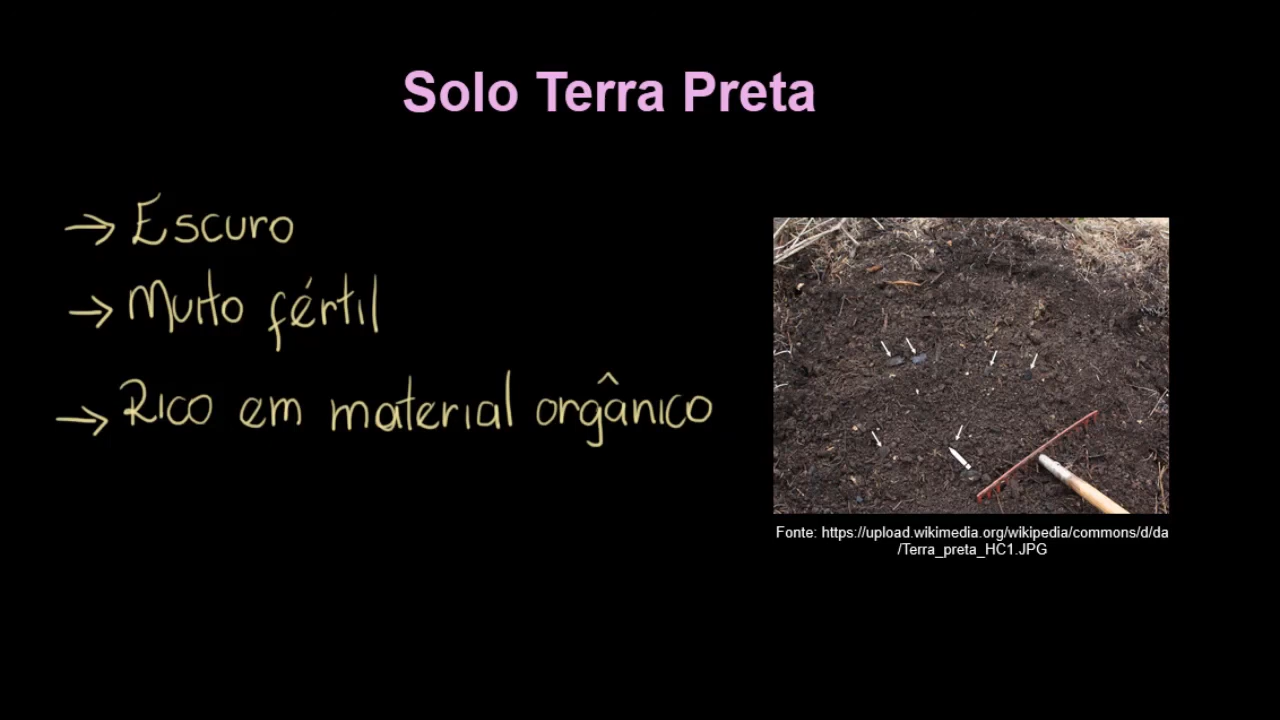 Solo Terra Preta
→ Escuro
→ Muito fértil
→ Rico em material orgânico
Fonte: https://upload.wikimedia.org/wikipedia/commons/d/da
/Terra_preta_HC1.JPG